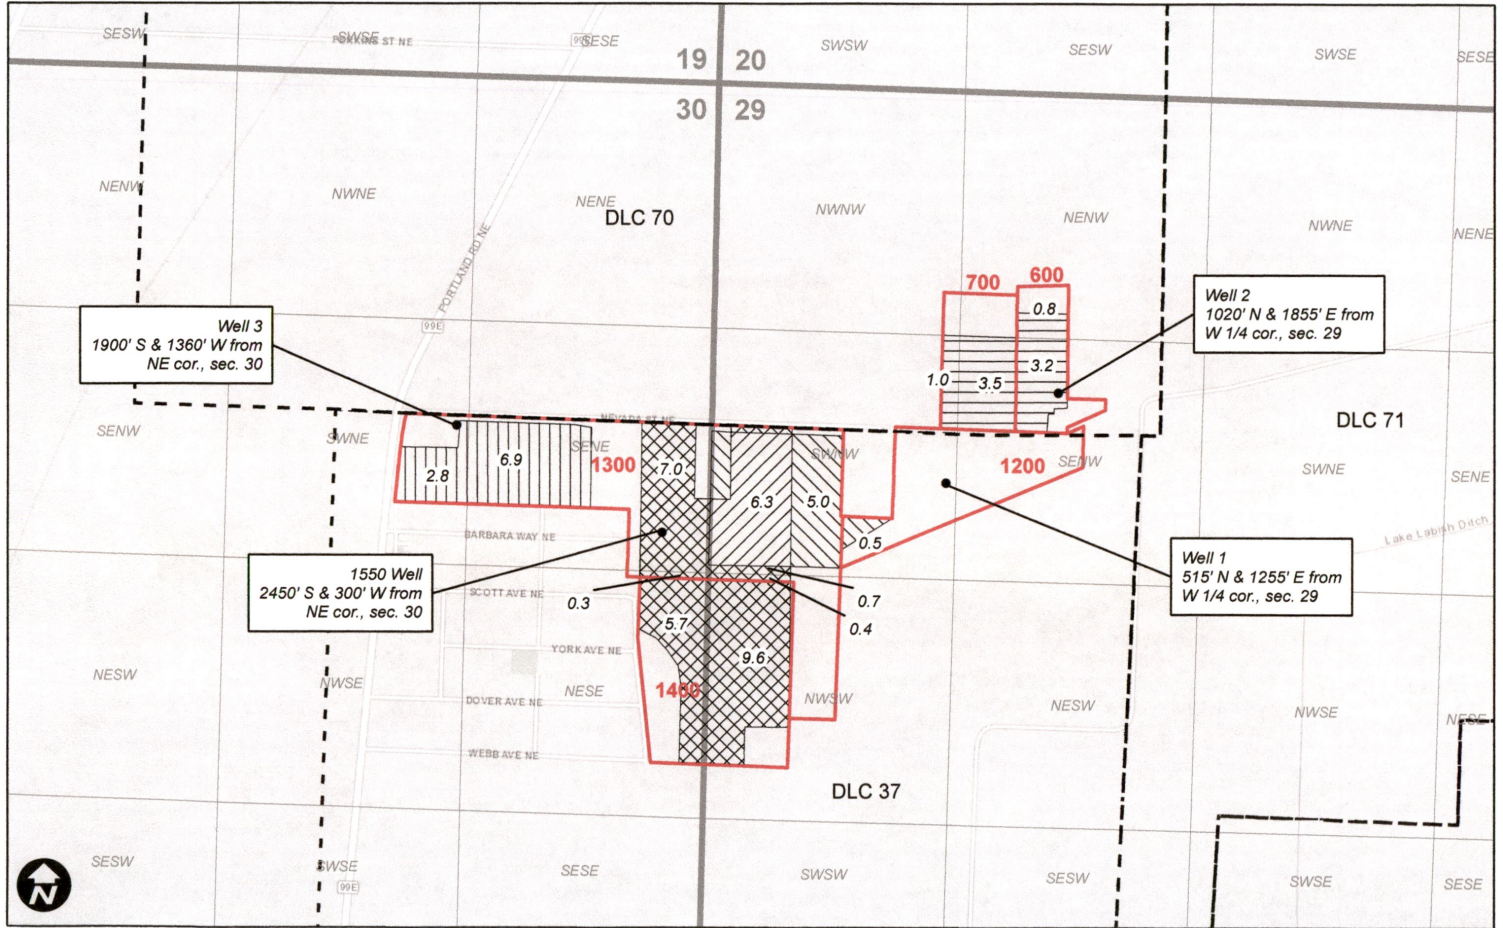 SESW
SWSE
PERKINS ST NE
99E
SESE
SWSW
SESW
SWSE
SESE
19 20
30 29
NENW
NWNE
NENE
NWNW
NENW
NWNE
NENE
DLC 70
PORTLAND RD NE
99E
700
600
0.8
3.2
1.0
3.5
Well 2
1020' N & 1855' E from
W 1/4 cor., sec. 29
Well 3
1900' S & 1360' W from
NE cor., sec. 30
NEVADA ST NE
DLC 71
SENW
SWNE
SENE
SWNW
SENW
SWNE
SENE
1300
1200
2.8
6.9
7.0
6.3
5.0
0.5
BARBARA WAY NE
Lake Labish Ditch
1550 Well
2450' S & 300' W from
NE cor., sec. 30
Well 1
515' N & 1255' E from
W 1/4 cor., sec. 29
0.3
0.7
0.4
SCOTT AVE NE
5.7
9.6
YORK AVE NE
1400
DOVER AVE NE
WEBB AVE NE
NESW
NWSE
NESE
NWSW
NESW
NWSE
NESE
DLC 37
SESW
SWSE
99E
SESE
SWSW
SESW
SWSE
SESE
N